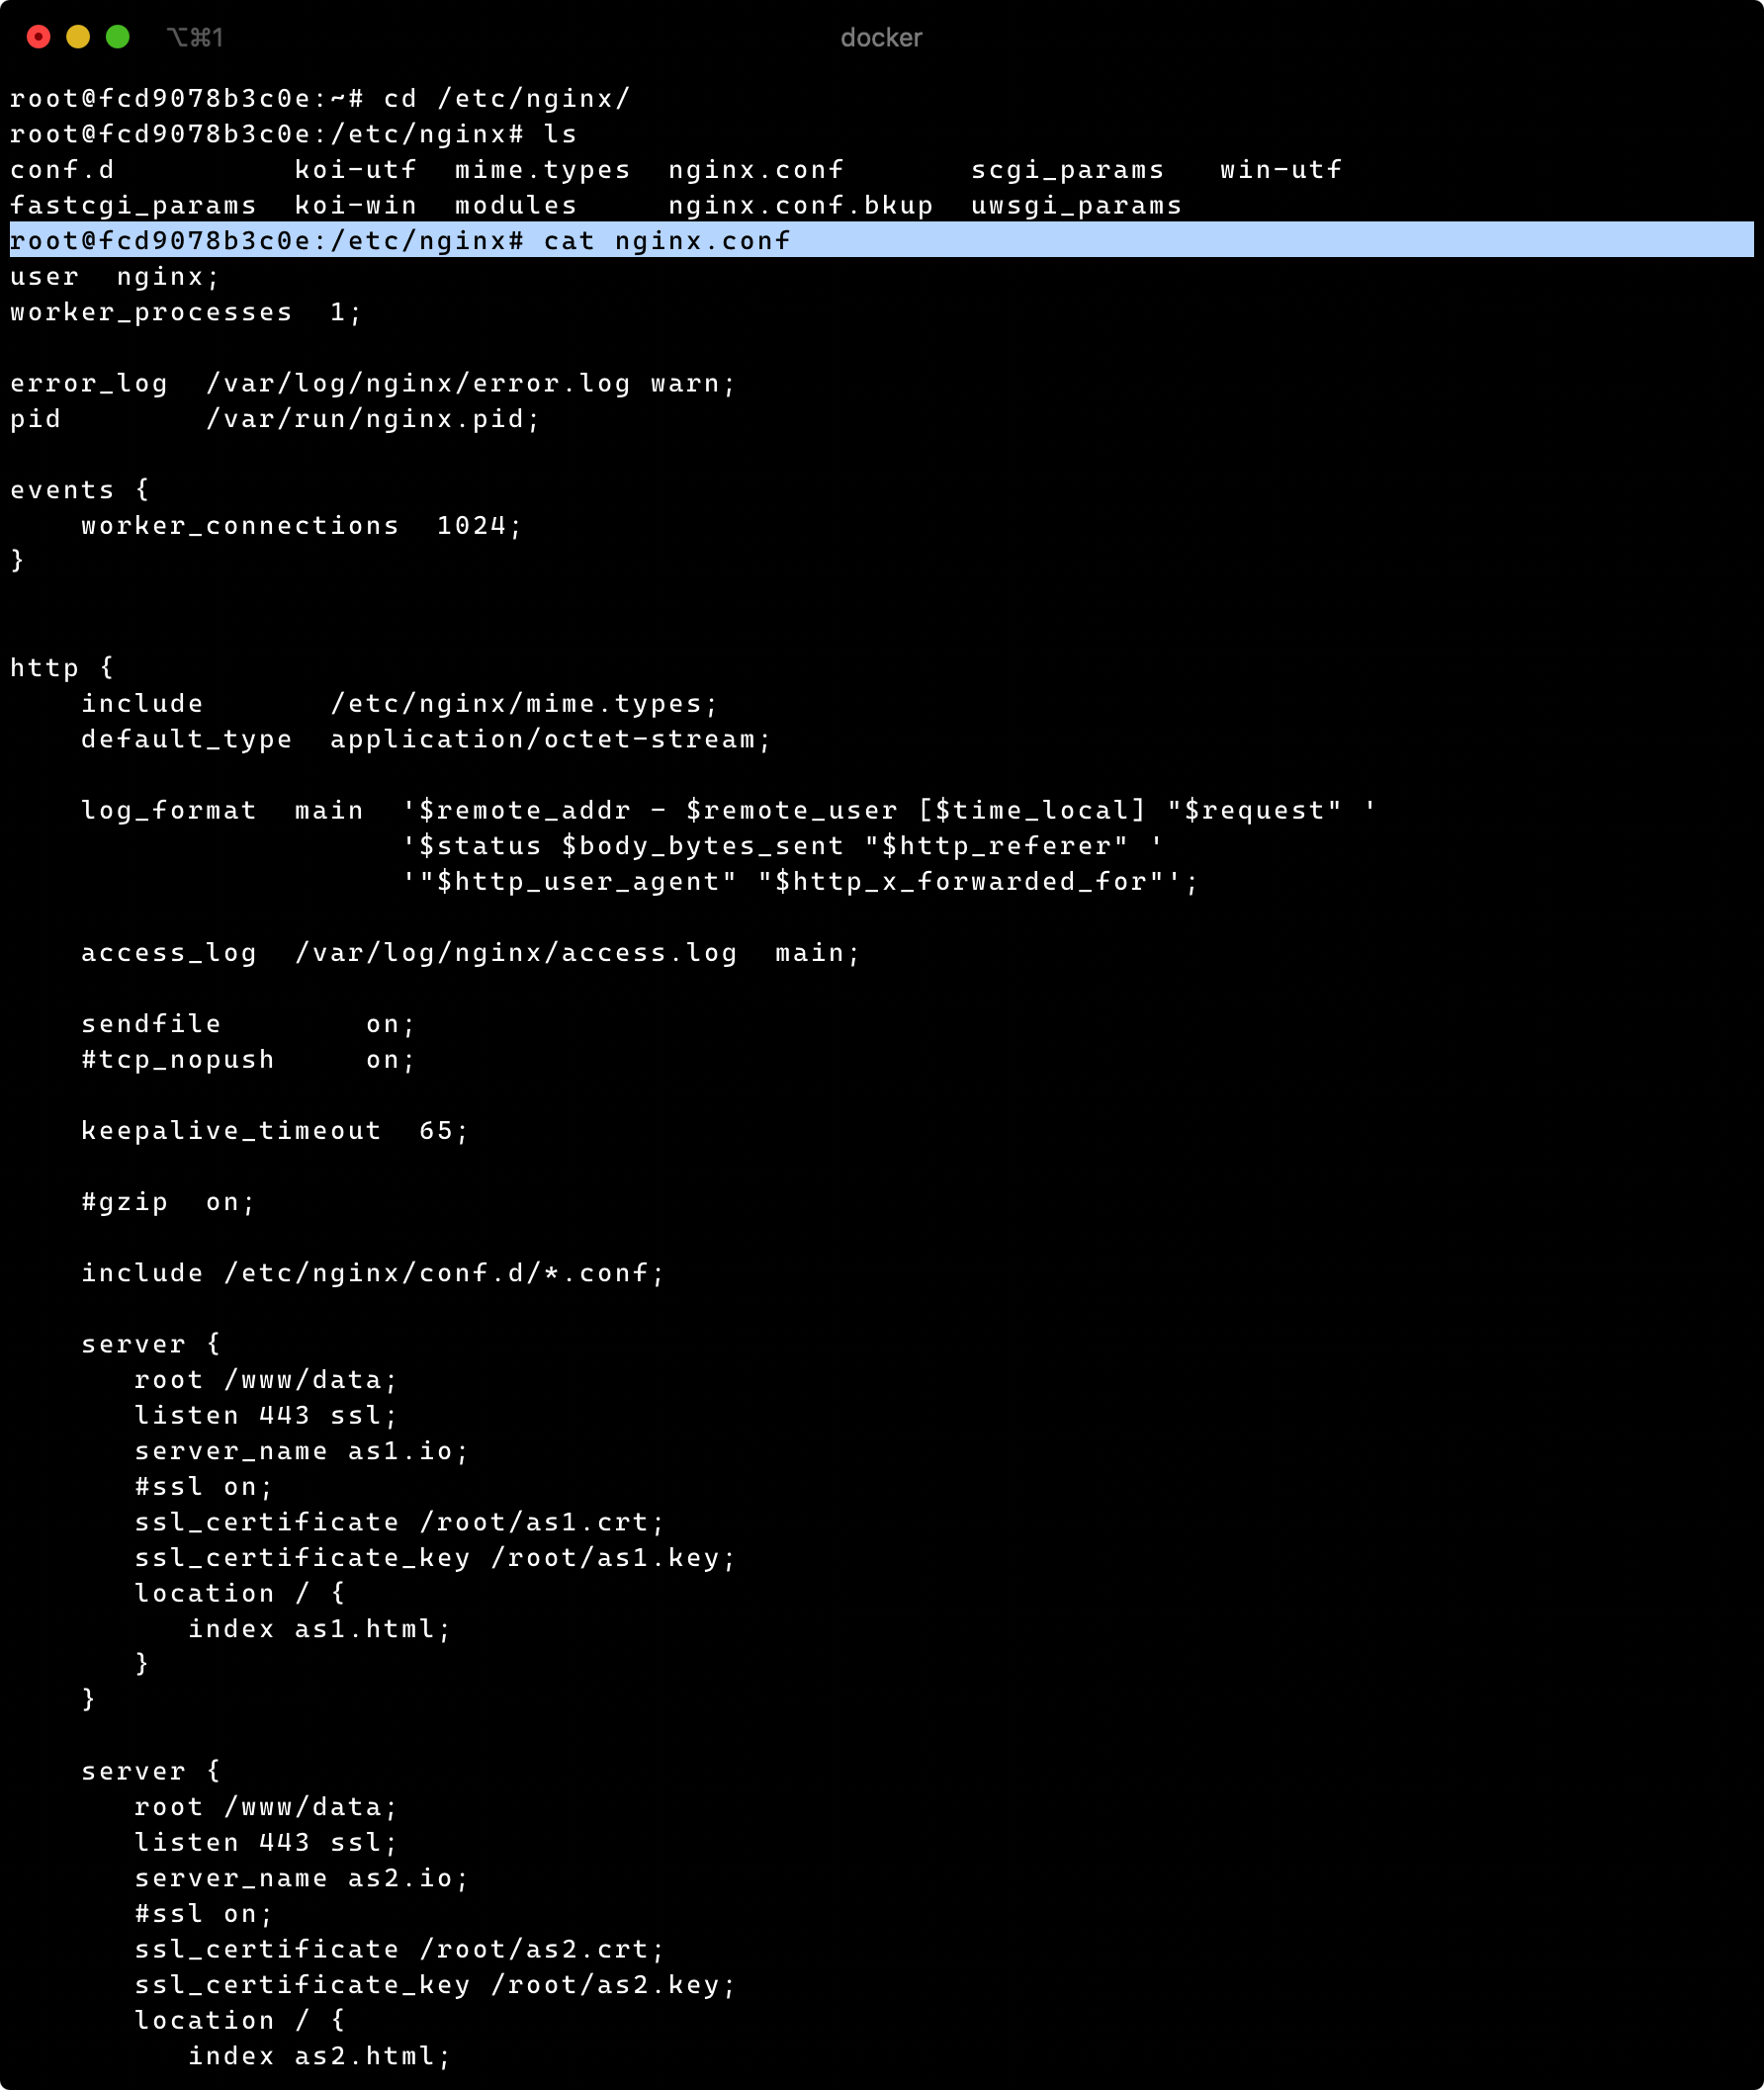 ⌥⌘1 docker
root@fcd9078b3c0e:~# cd /etc/nginx/
root@fcd9078b3c0e:/etc/nginx# ls
conf.d          koi-utf  mime.types  nginx.conf       scgi_params   win-utf
fastcgi_params  koi-win  modules     nginx.conf.bkup  uwsgi_params
root@fcd9078b3c0e:/etc/nginx# cat nginx.conf
user  nginx;
worker_processes  1;

error_log  /var/log/nginx/error.log warn;
pid        /var/run/nginx.pid;

events {
    worker_connections  1024;
}


http {
    include       /etc/nginx/mime.types;
    default_type  application/octet-stream;

    log_format  main  '$remote_addr - $remote_user [$time_local] "$request" '
                      '$status $body_bytes_sent "$http_referer" '
                      '"$http_user_agent" "$http_x_forwarded_for"';

    access_log  /var/log/nginx/access.log  main;

    sendfile        on;
    #tcp_nopush     on;

    keepalive_timeout  65;

    #gzip  on;

    include /etc/nginx/conf.d/*.conf;

    server {
       root /www/data;
       listen 443 ssl;
       server_name as1.io;
       #ssl on;
       ssl_certificate /root/as1.crt;
       ssl_certificate_key /root/as1.key;
       location / {
          index as1.html;
       }
    }

    server {
       root /www/data;
       listen 443 ssl;
       server_name as2.io;
       #ssl on;
       ssl_certificate /root/as2.crt;
       ssl_certificate_key /root/as2.key;
       location / {
          index as2.html;